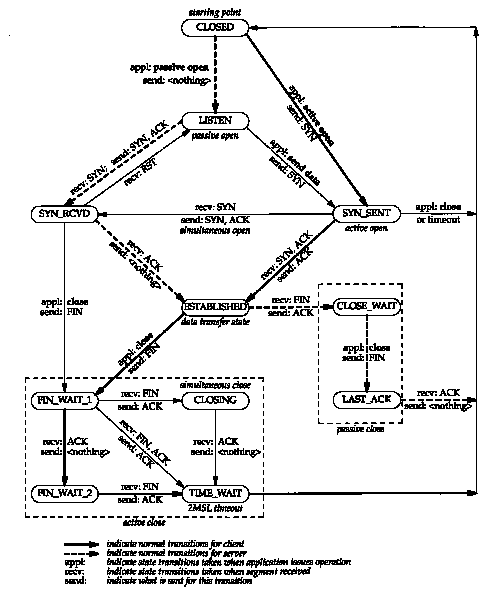 starting point
CLOSED
appl: passive open
send: <nothing>
appl: active open
send: SYN
LISTEN
passive open
recv: SYN; send: SYN, ACK
recv: RST
appl: send data
send: SYN
SYN_RCVD
recv: SYN
send: SYN, ACK
simultaneous open
SYN_SENT
active open
appl: close
or timeout
recv: ACK
send: <nothing>
recv: SYN, ACK
send: ACK
appl: close
send: FIN
ESTABLISHED
data transfer state
recv: FIN
send: ACK
CLOSE_WAIT
appl: close
send: FIN
appl: close
send: FIN
LAST_ACK
recv: ACK
send: <nothing>
passive close
simultaneous close
FIN_WAIT_1
recv: FIN
send: ACK
CLOSING
recv: ACK
send: <nothing>
recv: FIN, ACK
send: ACK
recv: ACK
send: <nothing>
FIN_WAIT_2
recv: FIN
send: ACK
TIME_WAIT
2MSL timeout
active close
indicate normal transitions for client
indicate normal transitions for server
appl: indicate state transitions taken when application issues operation
recv: indicate state transitions taken when segment received
send: indicate what is sent for this transition